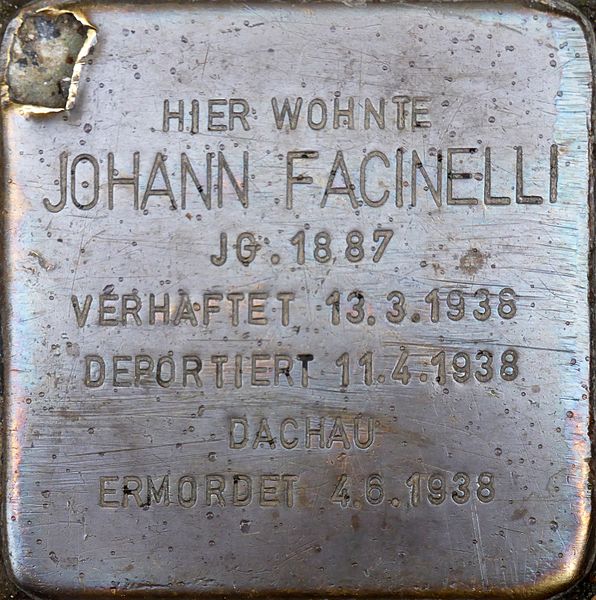 HIER WOHNTE
JOHANN FACINELLI
JG. 1887
VERHAFTET 13.3.1938
DEPORTIERT 11.4.1938
DACHAU
ERMORDET 4.6.1938